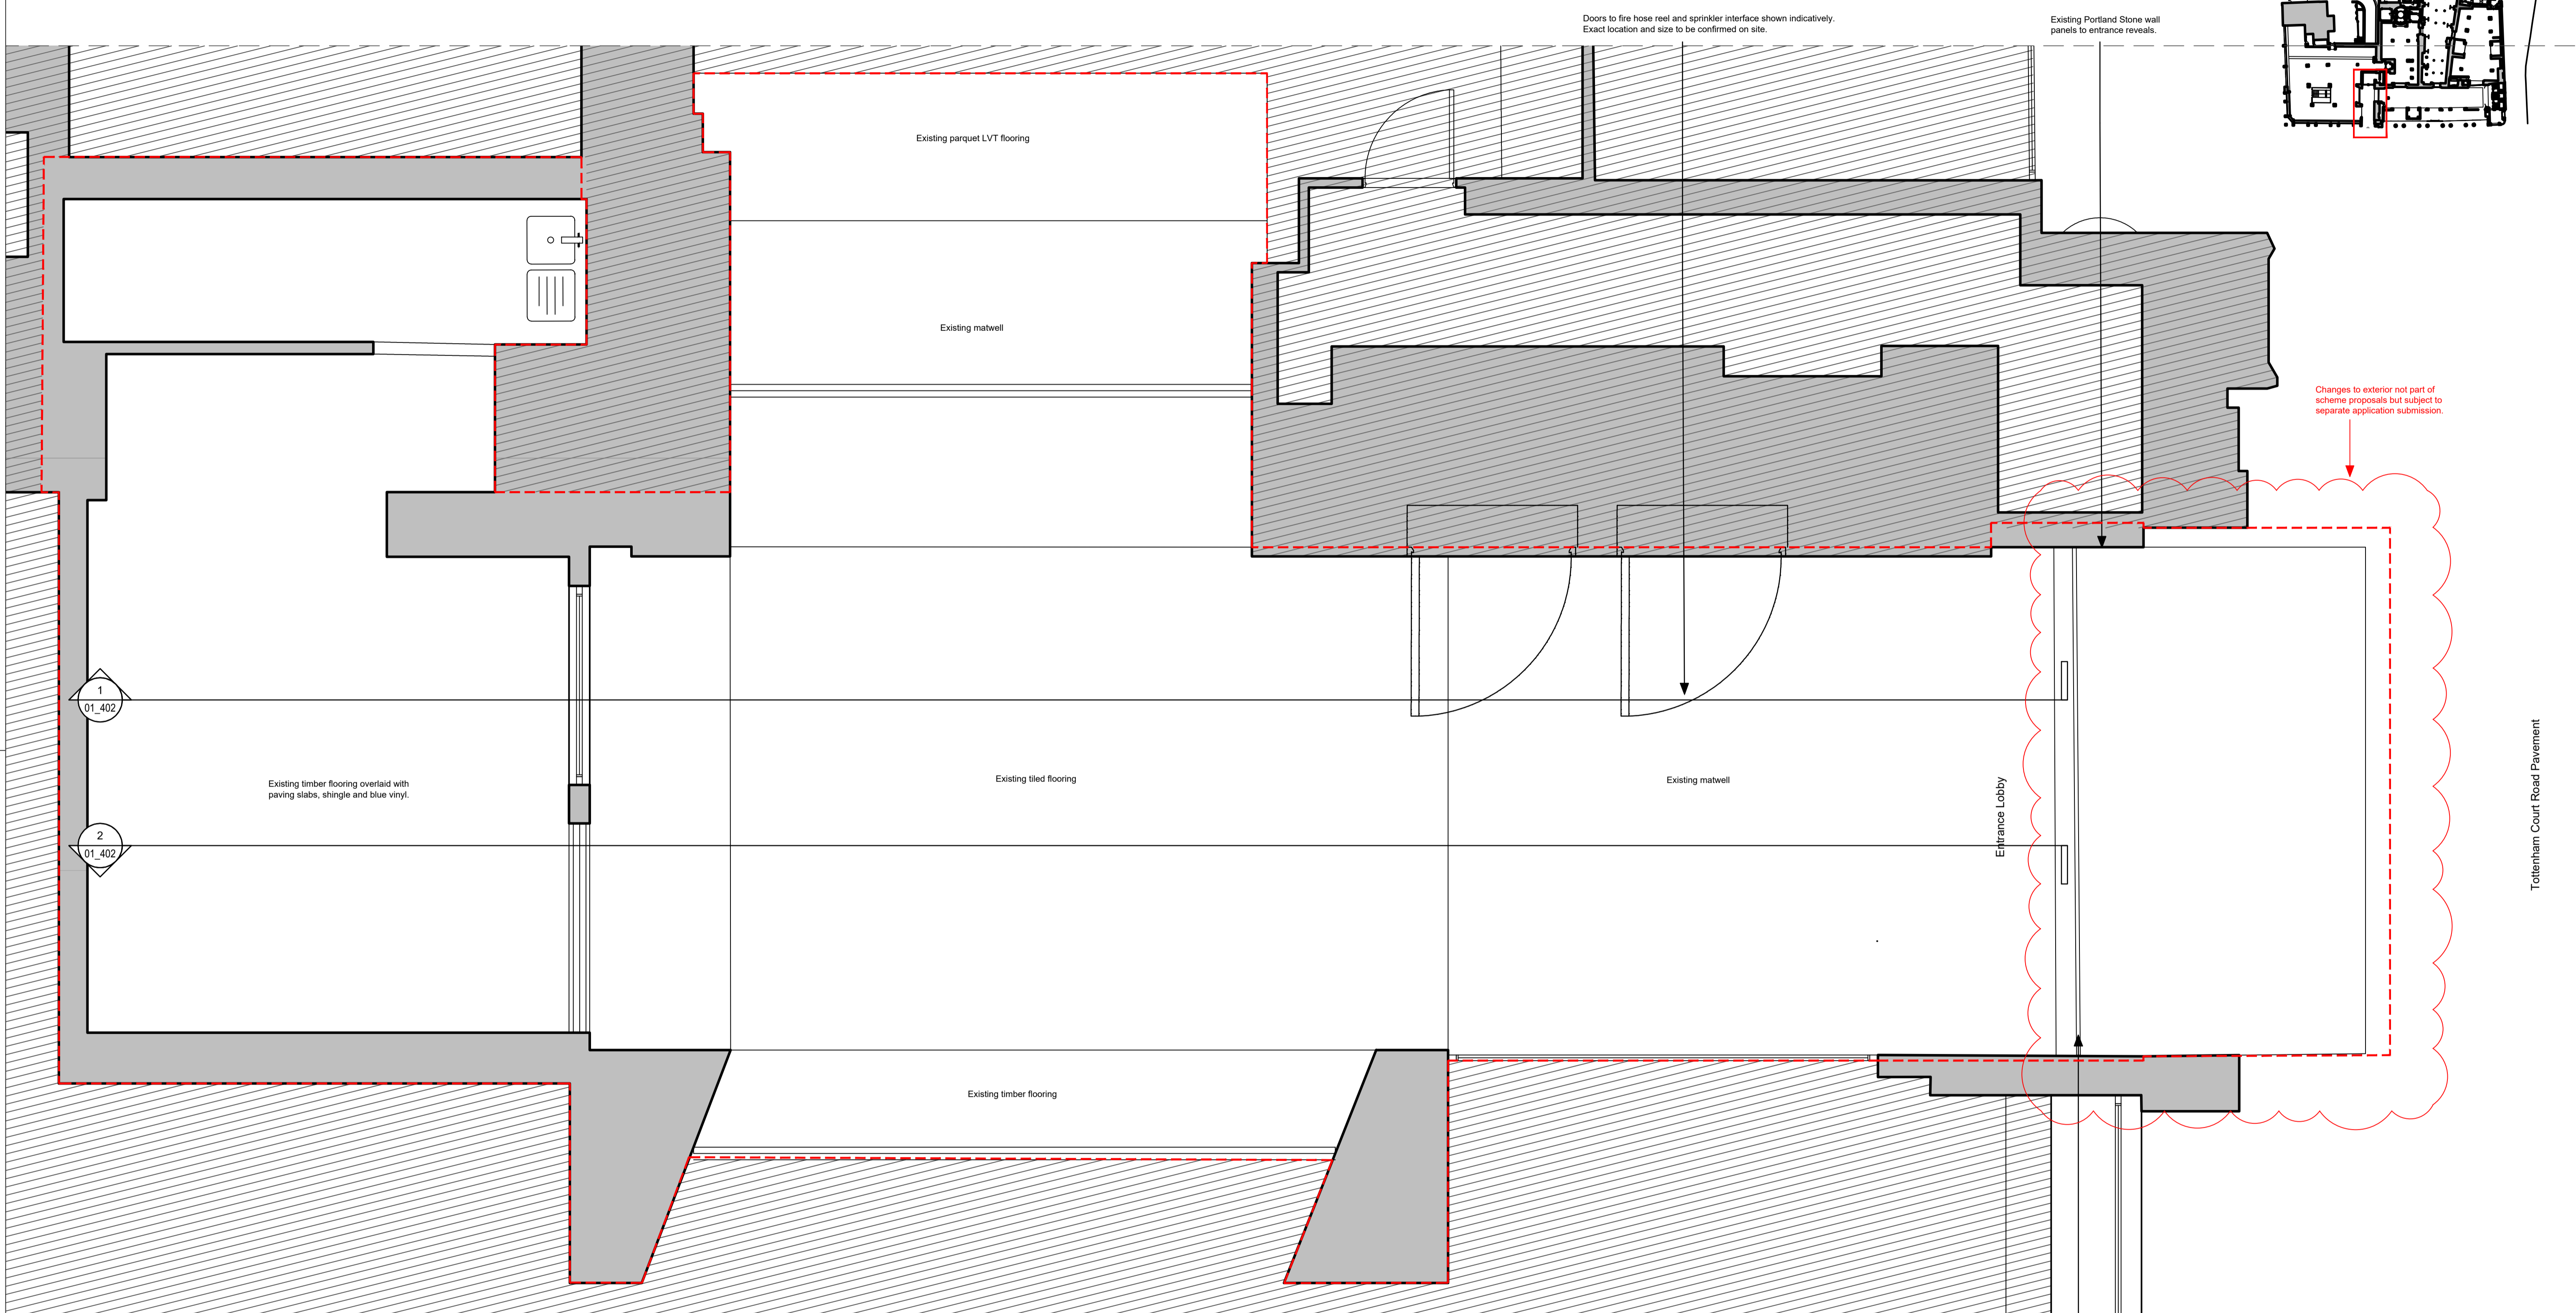 Doors to fire hose reel and sprinkler interface shown indicatively.
Exact location and size to be confirmed on site.
Existing Portland Stone wall
panels to entrance reveals.
Existing parquet LVT flooring
Existing matwell
Changes to exterior not part of
scheme proposals but subject to
separate application submission.
1
01_402
Existing timber flooring overlaid with
paving slabs, shingle and blue vinyl.
Existing tiled flooring
Existing matwell
Entrance Lobby
Tottenham Court Road Pavement
2
01_402
Existing timber flooring